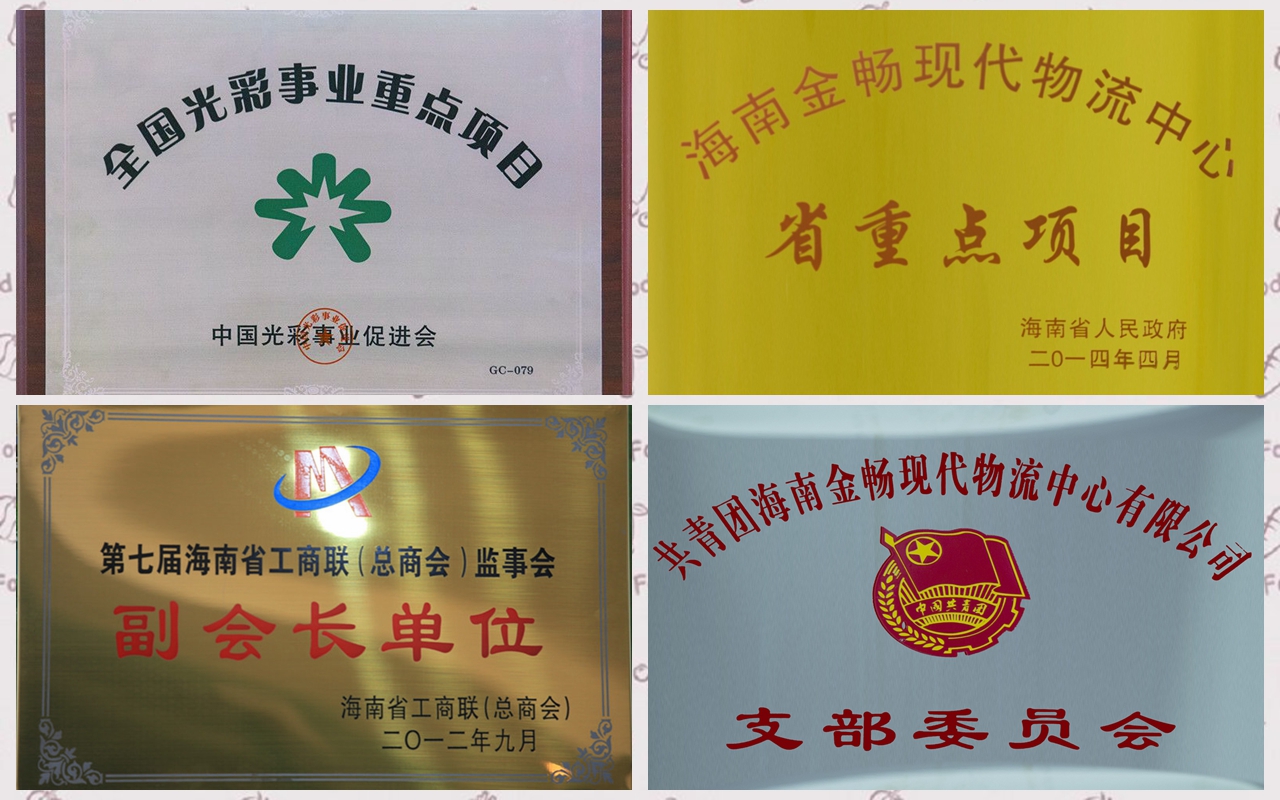 全国光彩事业重点项目
中国光彩事业促进会
GC-079
海南金畅现代物流中心
省重点项目
海南省人民政府
二〇一四年四月
第七届海南省工商联(总商会)监事会
副会长单位
海南省工商联(总商会)
二〇一二年九月
共青团海南金畅现代物流中心有限公司
中国共青团
支部委员会